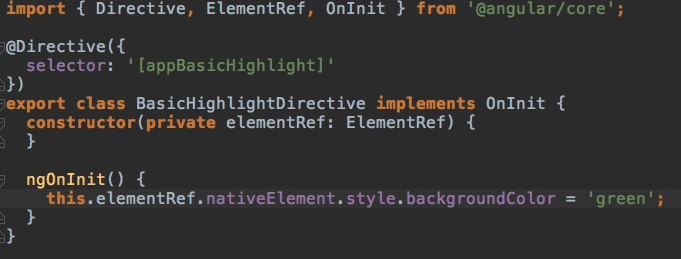 import { Directive, ElementRef, OnInit } from '@angular/core';
@Directive({
  selector: '[appBasicHighlight]'
})
export class BasicHighlightDirective implements OnInit {
  constructor(private elementRef: ElementRef) {
  }
  ngOnInit() {
    this.elementRef.nativeElement.style.backgroundColor = 'green';
  }
}